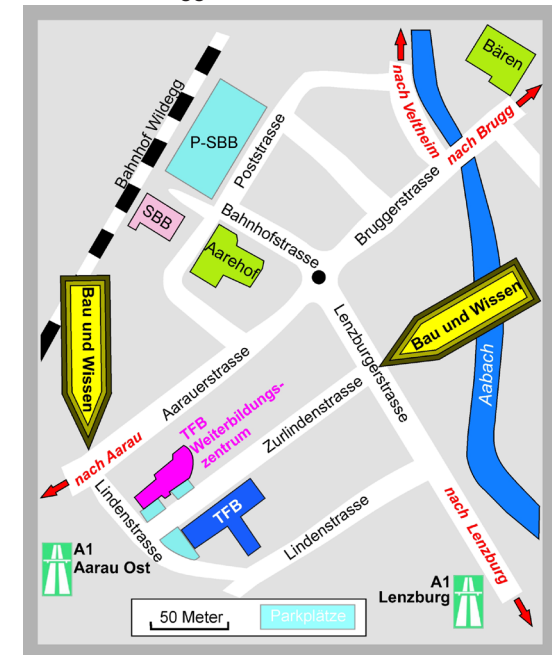 Bären
nach Veltheim
nach Brugg
Bahnhof Wildegg
P-SBB
Poststrasse
Bruggerstrasse
SBB
Bahnhofstrasse
Aarehof
Bau und Wissen
Bau und Wissen
Lenzburgerstrasse
Aabach
Aarauerstrasse
TFB
Weiterbildungs-
zentrum
Zurlindenstrasse
nach Aarau
Lindenstrasse
TFB
Lindenstrasse
nach Lenzburg
A1
Aarau Ost
A1
Lenzburg
50 Meter
Parkplätze